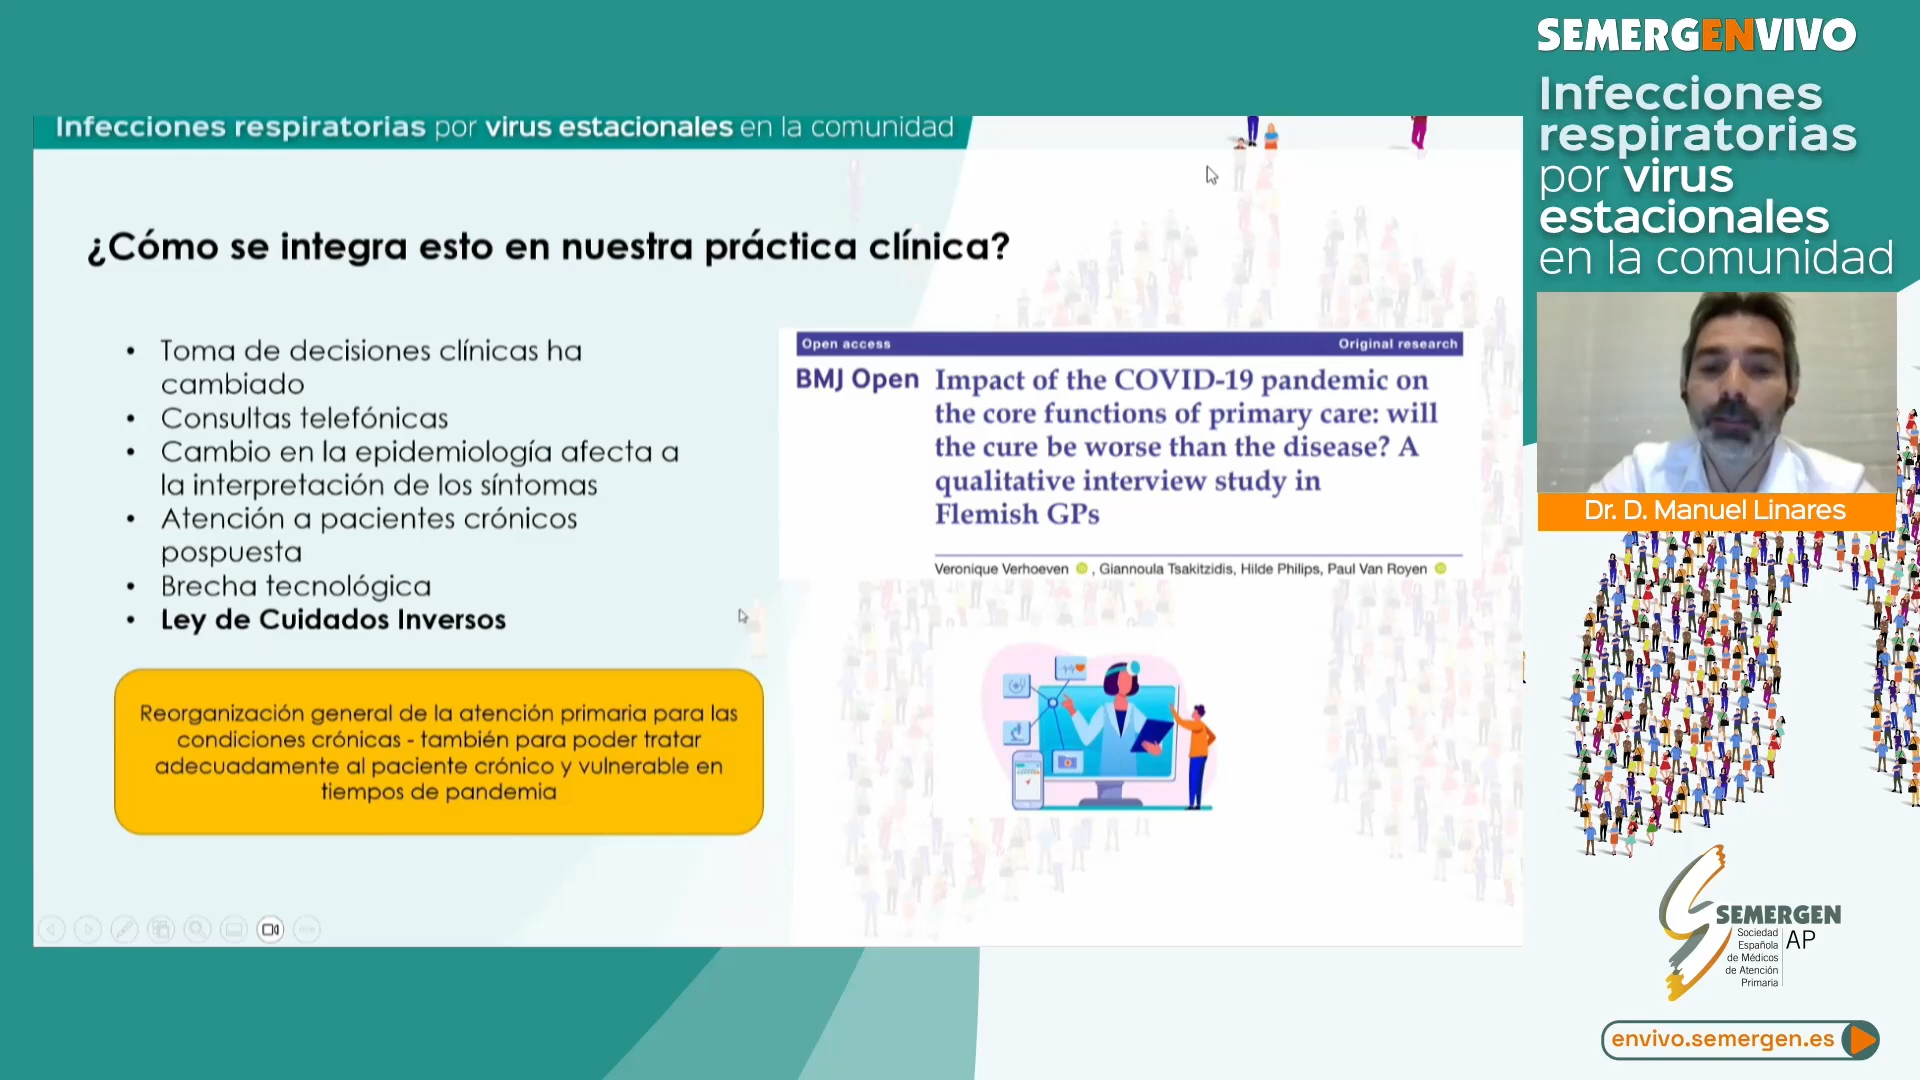 Infecciones respiratorias por virus estacionales en la comunidad
¿Cómo se integra esto en nuestra práctica clínica?
• Toma de decisiones clínicas ha
cambiado
• Consultas telefónicas
• Cambio en la epidemiología afecta a
la interpretación de los síntomas
• Atención a pacientes crónicos
pospuesta
• Brecha tecnológica
• Ley de Cuidados Inversos
Reorganización general de la atención primaria para las
condiciones crónicas - también para poder tratar
adecuadamente al paciente crónico y vulnerable en
tiempos de pandemia
Open access Original research
BMJ Open Impact of the COVID-19 pandemic on
the core functions of primary care: will
the cure be worse than the disease? A
qualitative interview study in
Flemish GPs
Veronique Verhoeven , Giannoula Tsakitzidis, Hilde Philips, Paul Van Royen
SEMERGENVIVO
Infecciones
respiratorias
por virus
estacionales
en la comunidad
Dr. D. Manuel Linares
SEMERGEN
Sociedad
Española
de Médicos
de Atención
Primaria
AP
envivo.semergen.es